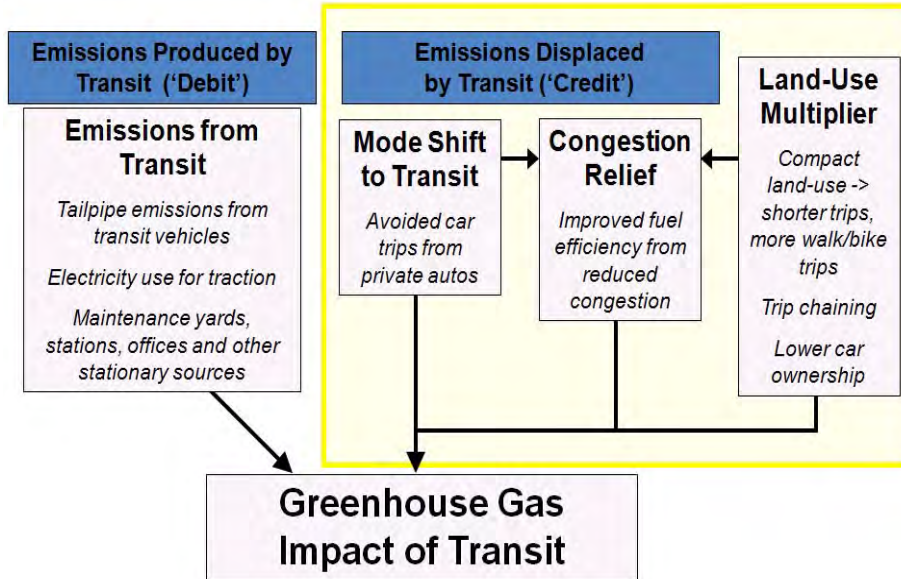 Emissions Produced by
Transit ('Debit')
Emissions from
Transit
Tailpipe emissions from
transit vehicles
Electricity use for traction
Maintenance yards,
stations, offices and other
stationary sources
Emissions Displaced
by Transit ('Credit')
Mode Shift
to Transit
Avoided car
trips from
private autos
Congestion
Relief
Improved fuel
efficiency from
reduced
congestion
Land-Use
Multiplier
Compact
land-use ->
shorter trips,
more walk/bike
trips
Trip chaining
Lower car
ownership
Greenhouse Gas
Impact of Transit